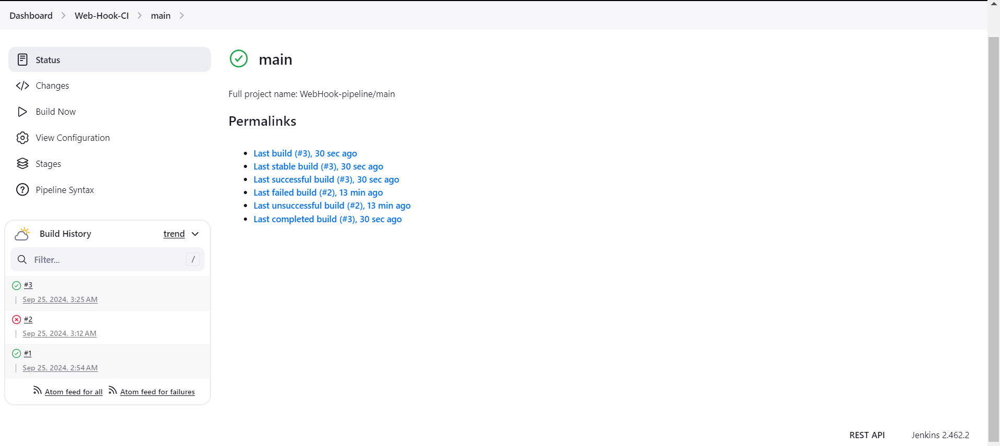 Dashboard > Web-Hook-CI > main >
Status
Changes
Build Now
View Configuration
Stages
Pipeline Syntax
Build History trend
Filter... /
#3
Sep 25, 2024, 3:25 AM
#2
Sep 25, 2024, 3:12 AM
#1
Sep 25, 2024, 2:54 AM
Atom feed for all Atom feed for failures
main
Full project name: WebHook-pipeline/main
Permalinks
• Last build (#3), 30 sec ago
• Last stable build (#3), 30 sec ago
• Last successful build (#3), 30 sec ago
• Last failed build (#2), 13 min ago
• Last unsuccessful build (#2), 13 min ago
• Last completed build (#3), 30 sec ago
REST API Jenkins 2.462.2